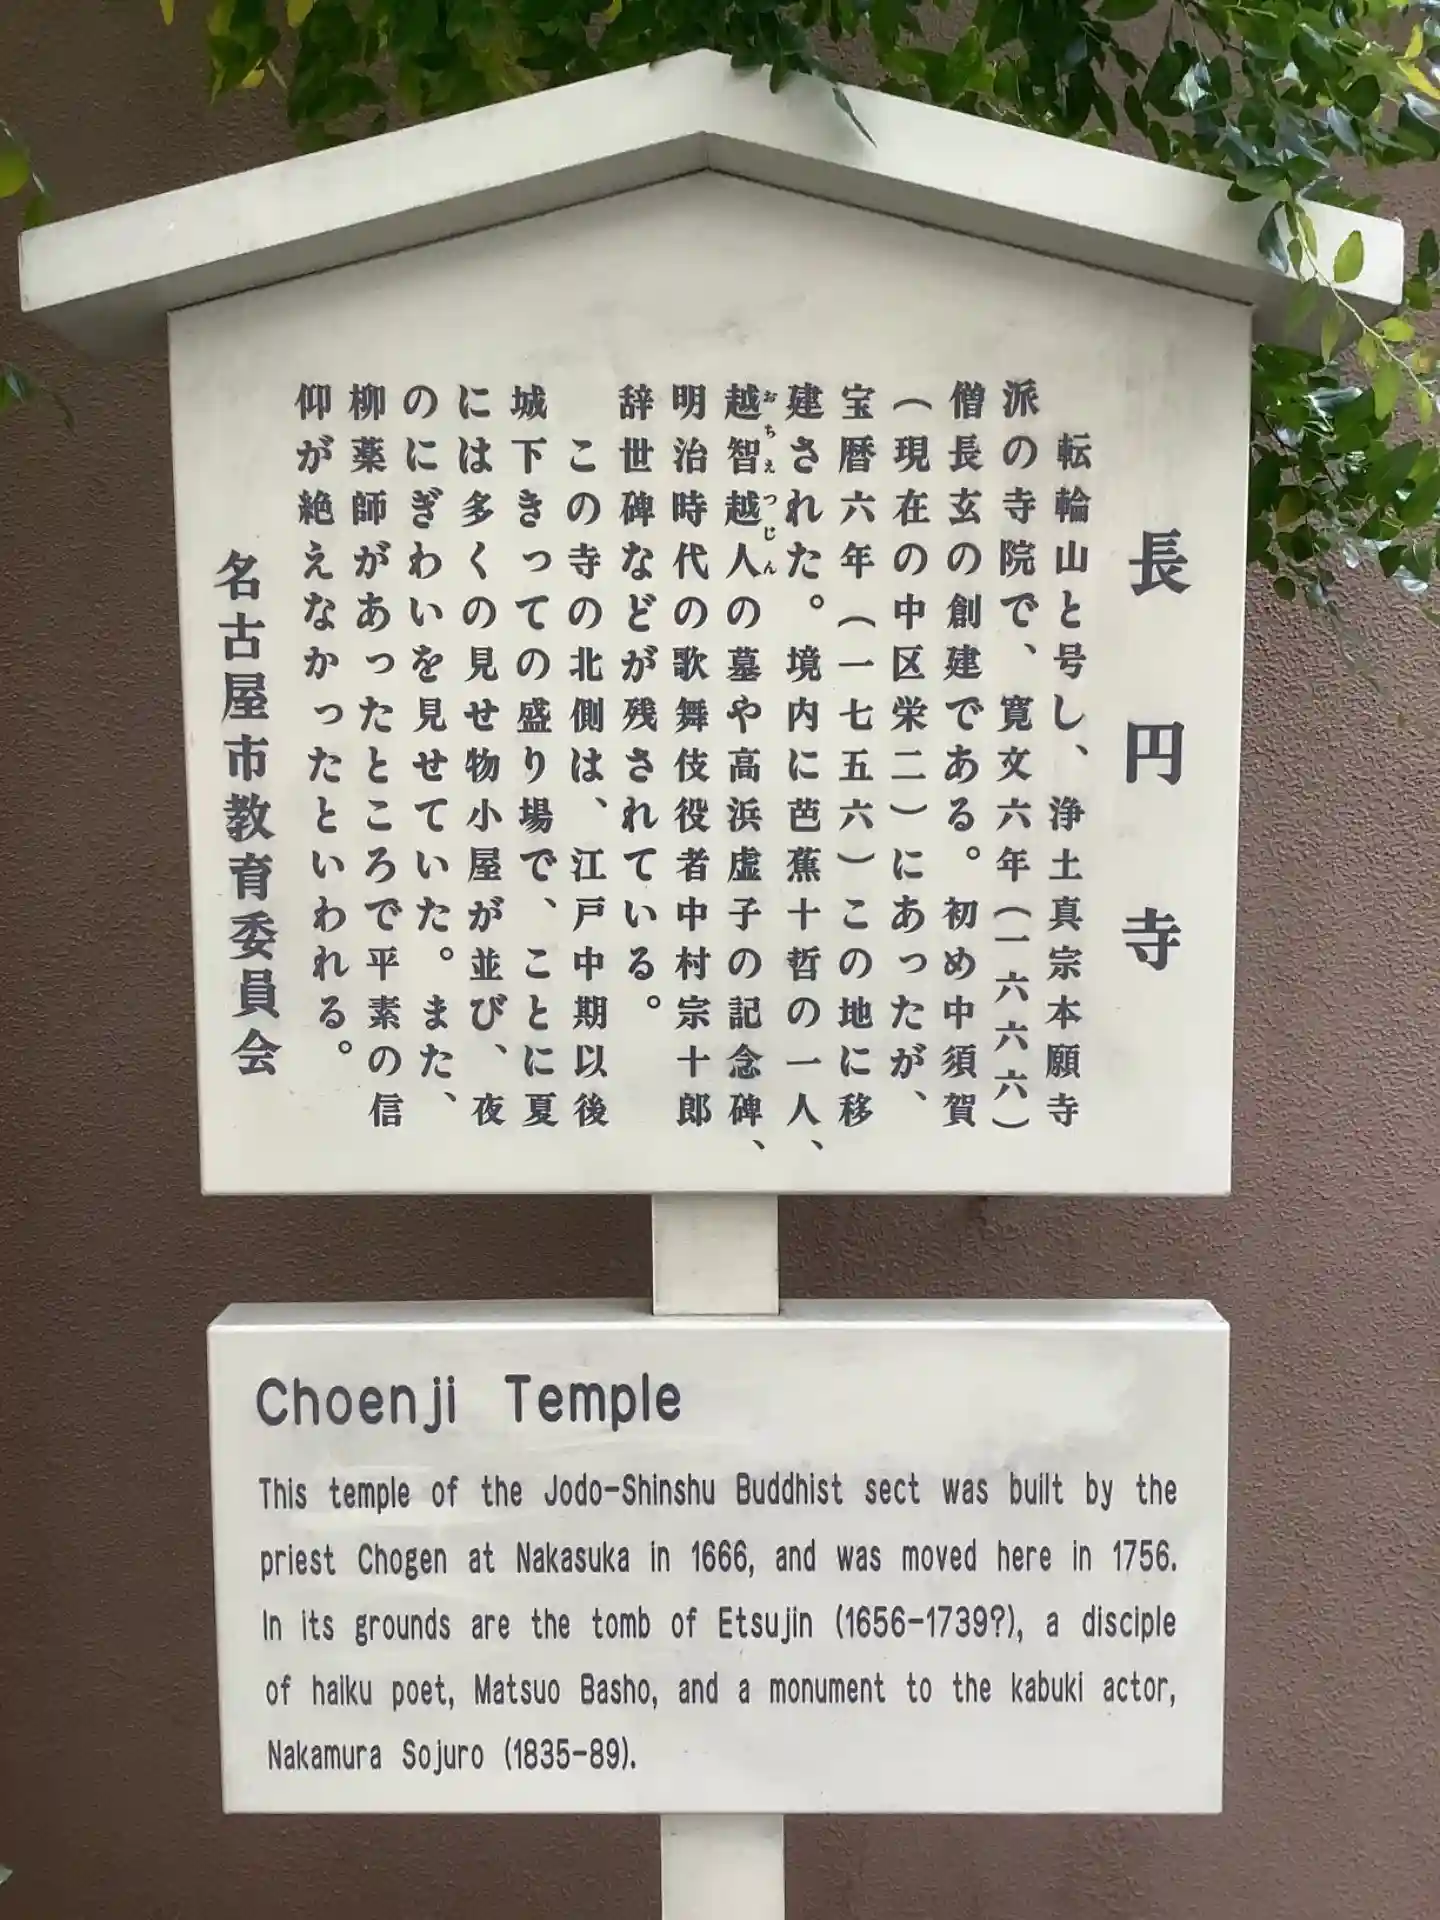 長円寺
転輪山と号し、浄土真宗本願寺
派の寺院で、寛文六年（一六六六）
僧長玄の創建である。初め中須賀
（現在の中区栄二）にあったが、
宝暦六年（一七五六）この地に移
建された。境内に芭蕉十哲の一人、
越智越人の墓や高浜虚子の記念碑、
おちえつじん
明治時代の歌舞伎役者中村宗十郎
辞世碑などが残されている。
この寺の北側は、江戸中期以後
城下きっての盛り場で、ことに夏
には多くの見せ物小屋が並び、夜
のにぎわいを見せていた。また、
柳薬師があったところで平素の信
仰が絶えなかったといわれる。
名古屋市教育委員会
Choenji Temple
This temple of the Jodo-Shinshu Buddhist sect was built by the
priest Chogen at Nakasuka in 1666, and was moved here in 1756.
In its grounds are the tomb of Etsujin (1656-1739?), a disciple
of haiku poet, Matsuo Basho, and a monument to the kabuki actor,
Nakamura Sojuro (1835-89).